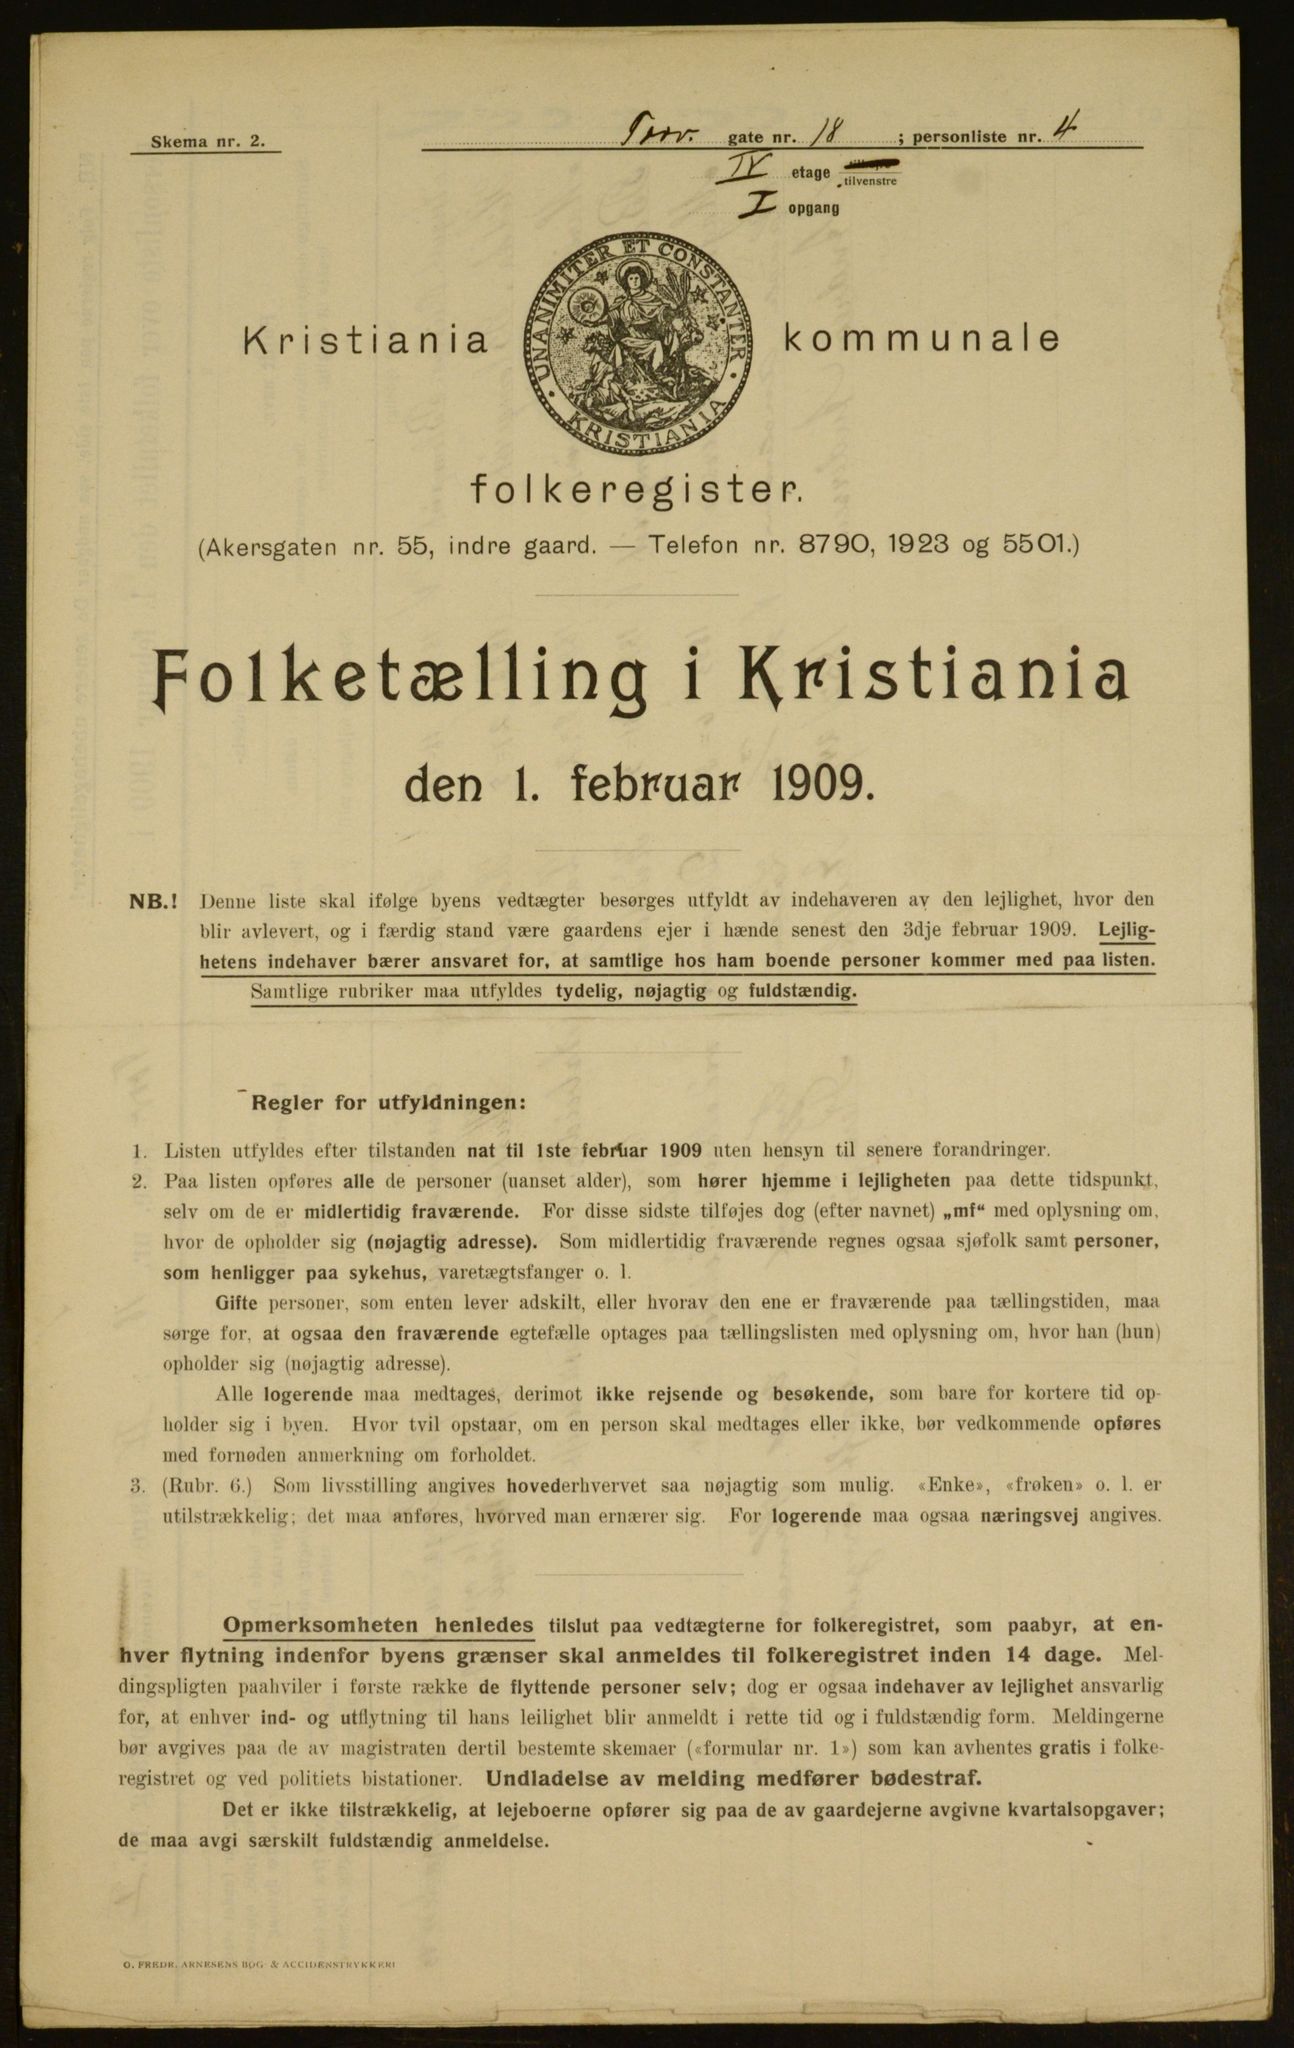 Skema nr. 2.
Torv. gate nr. 18 ; personliste nr. 4
IV etage tilvenstre
I opgang
UNANIMITER ET CONSTANTER
KRISTIANIA
Kristiania kommunale
folkeregister.
(Akersgaten nr. 55, indre gaard. — Telefon nr. 8790, 1923 og 5501.)
Folketælling i Kristiania
den 1. februar 1909.
NB.! Denne liste skal ifølge byens vedtægter besørges utfyldt av indehaveren av den lejlighet, hvor den
blir avlevert, og i færdig stand være gaardens ejer i hænde senest den 3dje februar 1909. Lejlig-
hetens indehaver bærer ansvaret for, at samtlige hos ham boende personer kommer med paa listen.
Samtlige rubriker maa utfyldes tydelig, nøjagtig og fuldstændig.
Regler for utfyldningen:
1. Listen utfyldes efter tilstanden nat til 1ste februar 1909 uten hensyn til senere forandringer.
2. Paa listen opføres alle de personer (uanset alder), som hører hjemme i lejligheten paa dette tidspunkt,
selv om de er midlertidig fraværende. For disse sidste tilføjes dog (efter navnet) „mf“ med oplysning om,
hvor de opholder sig (nøjagtig adresse). Som midlertidig fraværende regnes ogsaa sjøfolk samt personer,
som henligger paa sykehus, varetægtsfanger o. l.
Gifte personer, som enten lever adskilt, eller hvorav den ene er fraværende paa tællingstiden, maa
sørge for, at ogsaa den fraværende egtefælle optages paa tællingslisten med oplysning om, hvor han (hun)
opholder sig (nøjagtig adresse).
Alle logerende maa medtages, derimot ikke rejsende og besøkende, som bare for kortere tid op-
holder sig i byen. Hvor tvil opstaar, om en person skal medtages eller ikke, bør vedkommende opføres
med fornøden anmerkning om forholdet.
3. (Rubr. 6.) Som livsstilling angives hovederhvervet saa nøjagtig som mulig. «Enke», «frøken» o. l. er
utilstrækkelig; det maa anføres, hvorved man ernærer sig. For logerende maa ogsaa næringsvej angives.
Opmerksomheten henledes tilslut paa vedtægterne for folkeregistret, som paabyr, at en-
hver flytning indenfor byens grænser skal anmeldes til folkeregistret inden 14 dage. Mel-
dingspligten paahviler i første række de flyttende personer selv; dog er ogsaa indehaver av lejlighet ansvarlig
for, at enhver ind- og utflytning til hans leilighet blir anmeldt i rette tid og i fuldstændig form. Meldingerne
bør avgives paa de av magistraten dertil bestemte skemaer («formular nr. 1») som kan avhentes gratis i folke-
registret og ved politiets bistationer. Undladelse av melding medfører bødestraf.
Det er ikke tilstrækkelig, at lejeboerne opfører sig paa de av gaardejerne avgivne kvartalsopgaver;
de maa avgi særskilt fuldstændig anmeldelse.
O. FREDR. ARNESENS BOG & ACCIDENSTRYKKERI